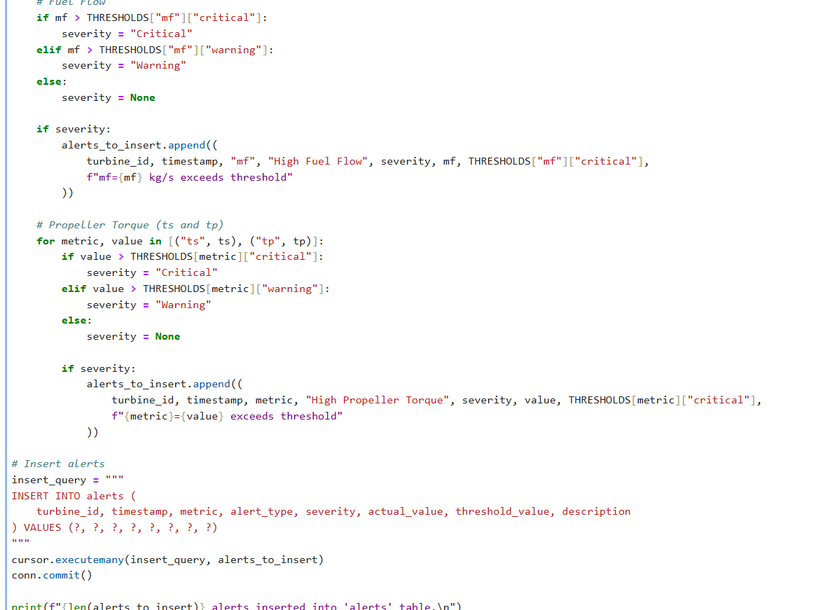 # Fuel Flow
if mf > THRESHOLDS["mf"]["critical"]:
severity = "Critical"
elif mf > THRESHOLDS["mf"]["warning"]:
severity = "Warning"
else:
severity = None
if severity:
alerts_to_insert.append((
turbine_id, timestamp, "mf", "High Fuel Flow", severity, mf, THRESHOLDS["mf"]["critical"],
f"mf={mf} kg/s exceeds threshold"
))
# Propeller Torque (ts and tp)
for metric, value in [("ts", ts), ("tp", tp)]:
if value > THRESHOLDS[metric]["critical"]:
severity = "Critical"
elif value > THRESHOLDS[metric]["warning"]:
severity = "Warning"
else:
severity = None
if severity:
alerts_to_insert.append((
turbine_id, timestamp, metric, "High Propeller Torque", severity, value, THRESHOLDS[metric]["critical"],
f"{metric}={value} exceeds threshold"
))
# Insert alerts
insert_query = """
INSERT INTO alerts (
turbine_id, timestamp, metric, alert_type, severity, actual_value, threshold_value, description
) VALUES (?, ?, ?, ?, ?, ?, ?, ?)
"""
cursor.executemany(insert_query, alerts_to_insert)
conn.commit()
print(f"{len(alerts_to_insert)} alerts inserted into 'alerts' table.\n")